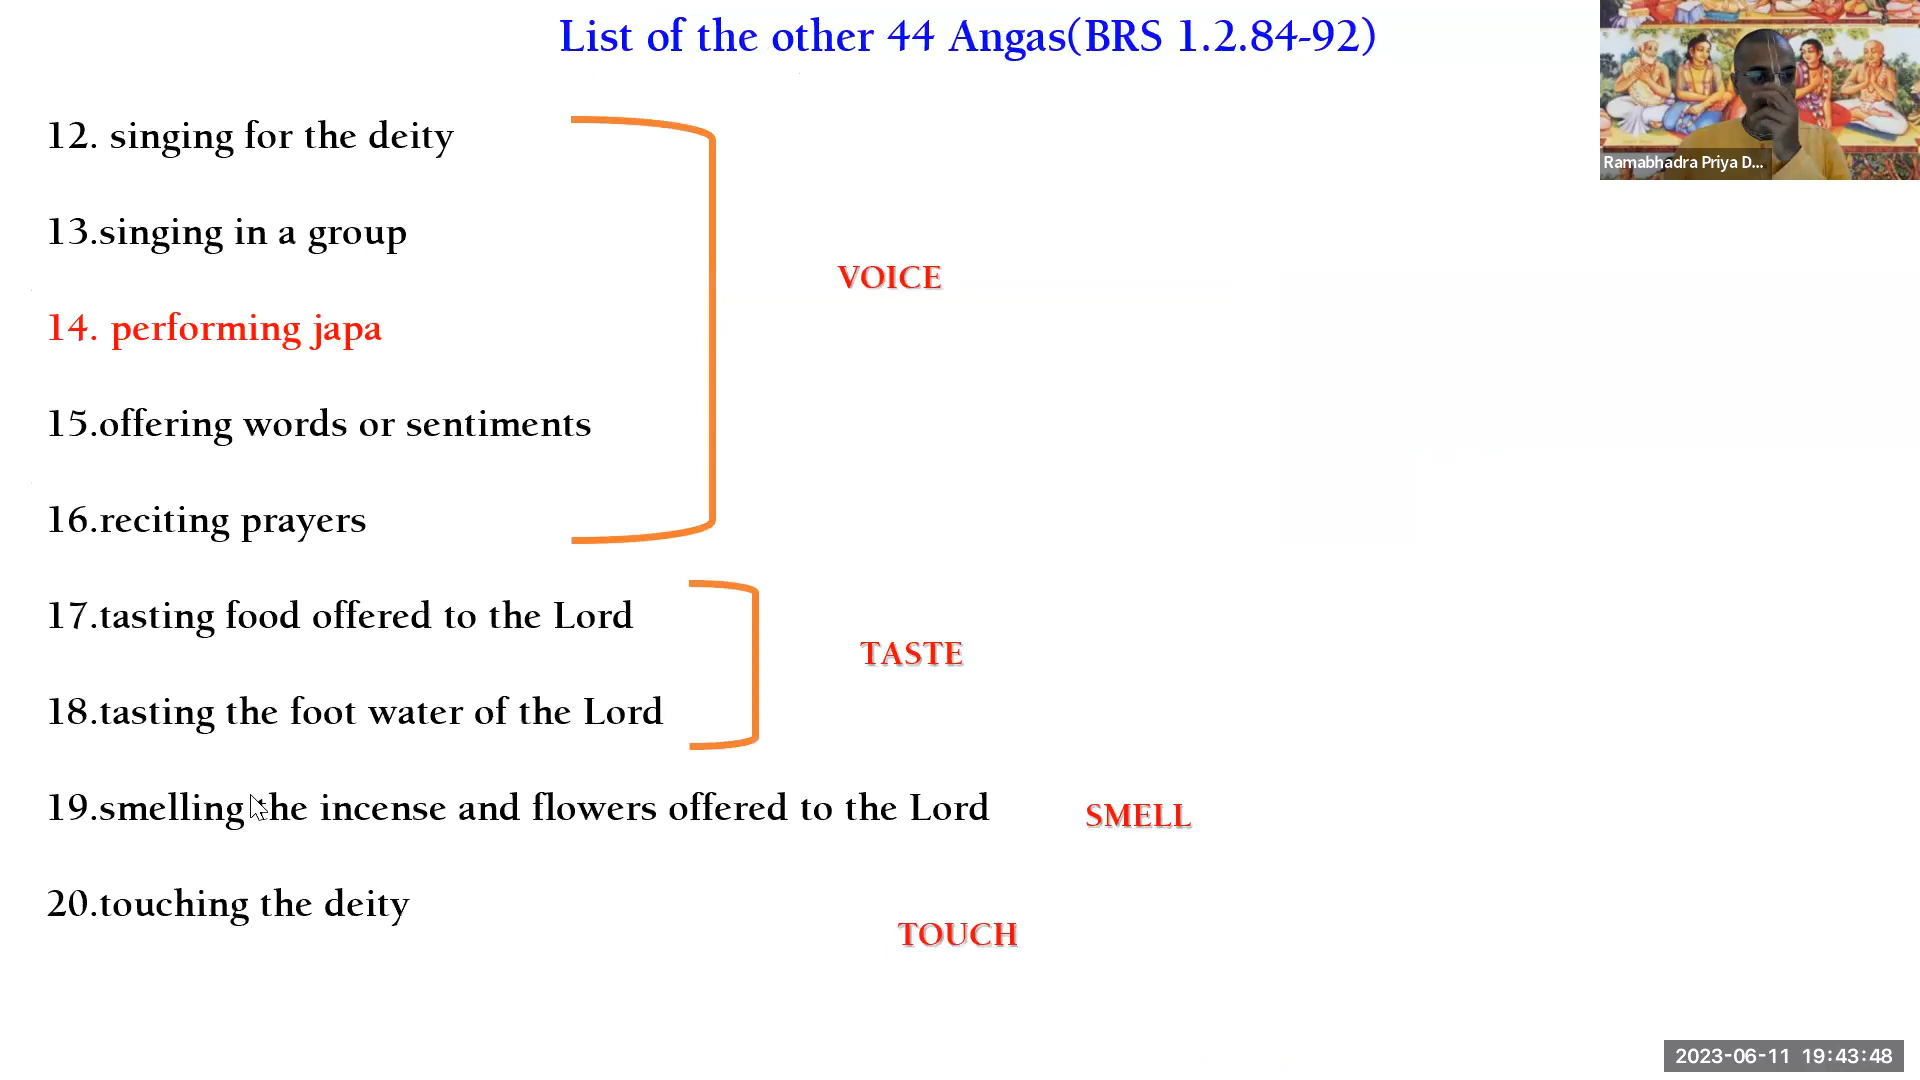 List of the other 44 Angas(BRS 1.2.84-92)
12. singing for the deity
13.singing in a group
VOICE
14. performing japa
15.offering words or sentiments
16.reciting prayers
17.tasting food offered to the Lord
TASTE
18.tasting the foot water of the Lord
19.smelling the incense and flowers offered to the Lord
SMELL
20.touching the deity
TOUCH
Ramabhadra Priya D...
2023-06-11 19:43:48